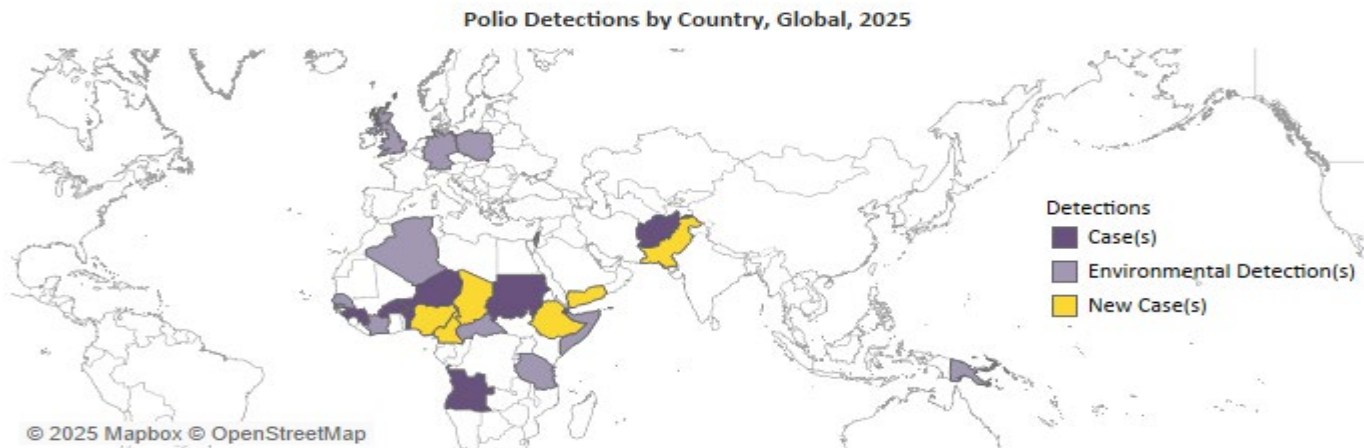 Polio Detections by Country, Global, 2025
Detections
Case(s)
Environmental Detection(s)
New Case(s)
© 2025 Mapbox © OpenStreetMap